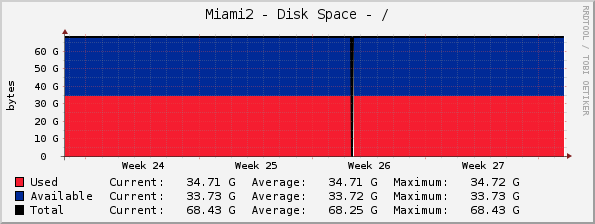 Miami2 - Disk Space - /
RRDTOOL / TOBI OETIKER
bytes
60 G
50 G
40 G
30 G
20 G
10 G
0
Week 24 Week 25 Week 26 Week 27
Used Current: 34.71 G Average: 34.71 G Maximum: 34.72 G
Available Current: 33.73 G Average: 33.72 G Maximum: 33.73 G
Total Current: 68.43 G Average: 68.25 G Maximum: 68.43 G